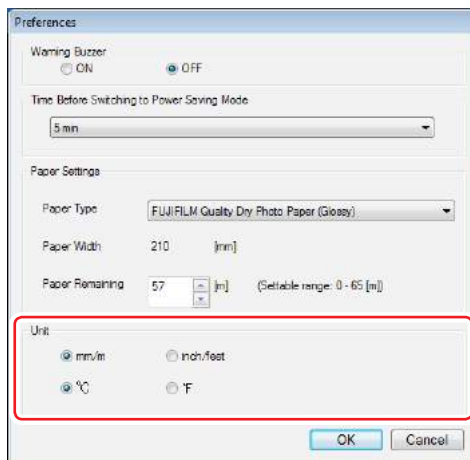 Preferences
Warning Buzzer
ON OFF
Time Before Switching to Power Saving Mode
5 min
Paper Settings
Paper Type FUJIFILM Quality Dry Photo Paper (Glossy)
Paper Width 210 [mm]
Paper Remaining 57 [m] (Settable range: 0 - 65 [m])
Unit
mm/m inch/feet
°C °F
OK Cancel